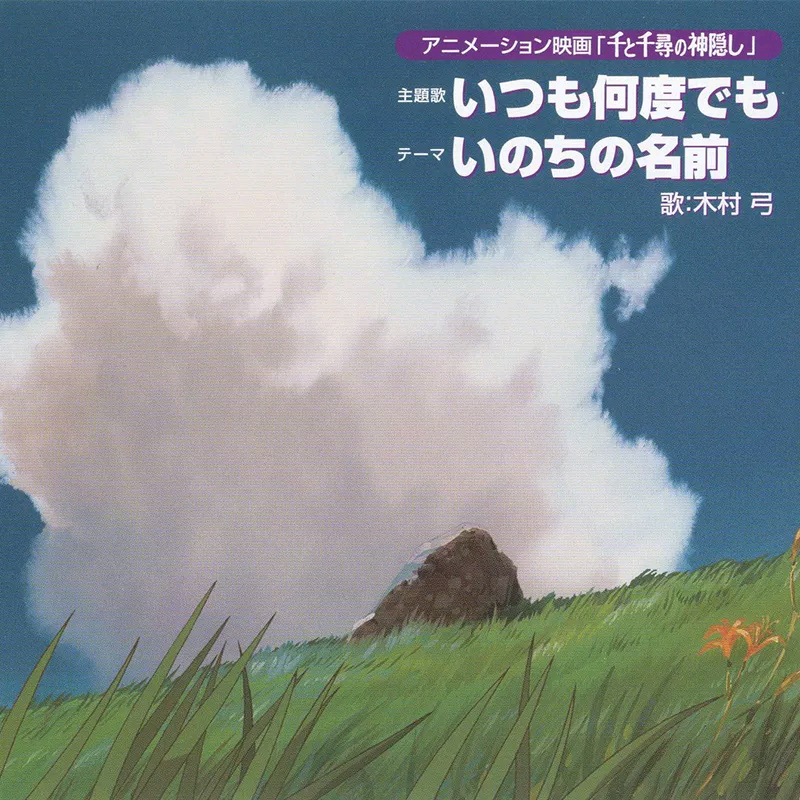 アニメーション映画「千と千尋の神隠し」
主題歌 いつも何度でも
テーマ いのちの名前
歌:木村 弓